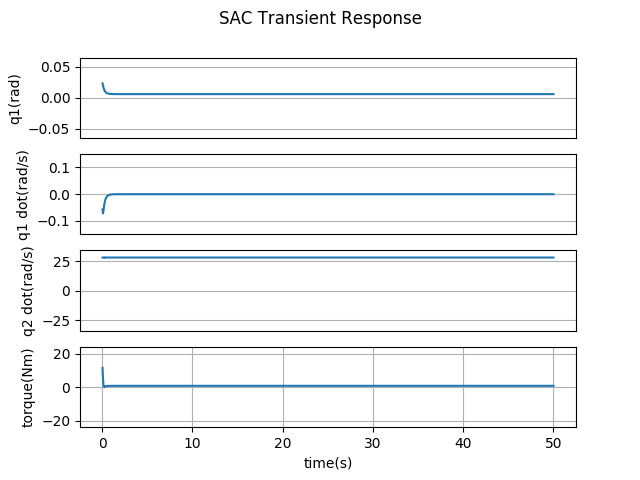 SAC Transient Response
0.05
0.00
−0.05
q1(rad)
0.1
0.0
−0.1
q1 dot(rad/s)
25
0
−25
q2 dot(rad/s)
20
0
−20
torque(Nm)
0 10 20 30 40 50
time(s)